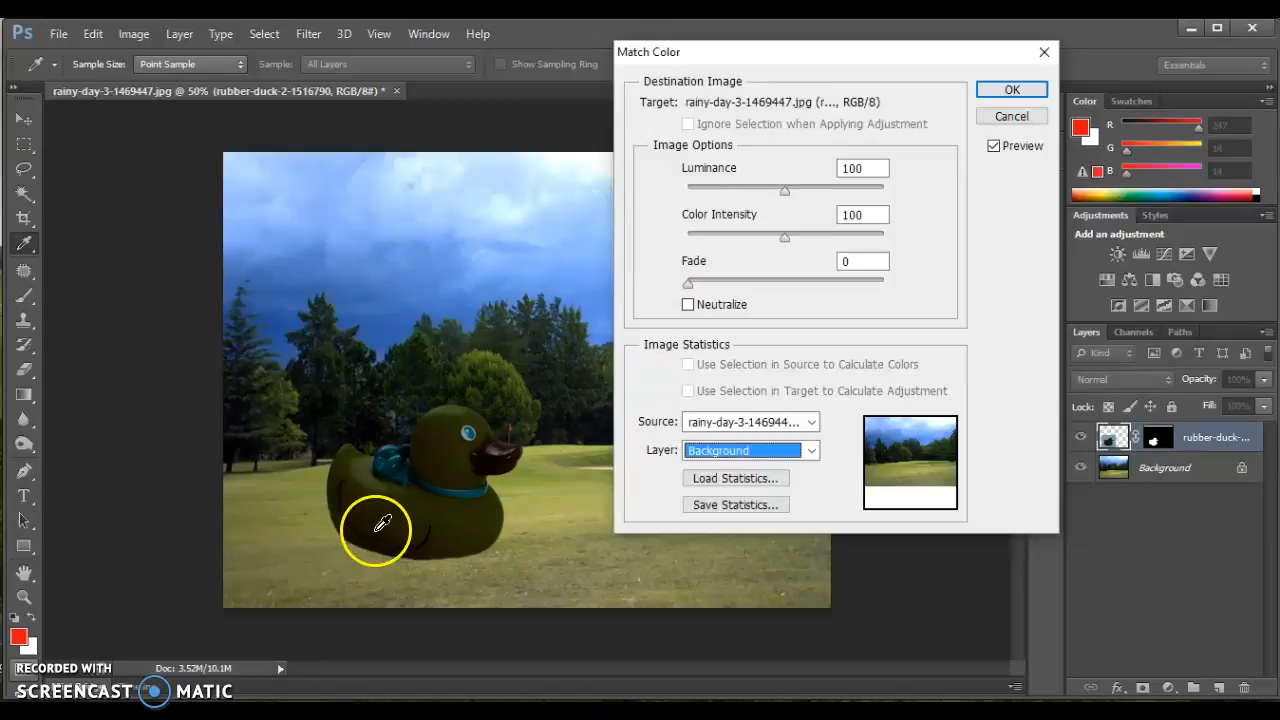 Ps File Edit Image Layer Type Select Filter 3D View Window Help
Sample Size: Point Sample Sample: All Layers Show Sampling Ring Essentials
rainy-day-3-1469447.jpg @ 50% (rubber-duck-2-1516790, RGB/8#) *
Match Color
Destination Image
Target: rainy-day-3-1469447.jpg (r..., RGB/8)
Ignore Selection when Applying Adjustment
Image Options
Luminance 100
Color Intensity 100
Fade 0
Neutralize
Image Statistics
Use Selection in Source to Calculate Colors
Use Selection in Target to Calculate Adjustment
Source: rainy-day-3-146944...
Layer: Background
Load Statistics...
Save Statistics...
OK
Cancel
Preview
Color Swatches
R 247
G 14
B 14
Adjustments Styles
Add an adjustment
Layers Channels Paths
Kind
Normal Opacity: 100%
Lock: Fill: 100%
rubber-duck-...
Background
fx
Doc: 3.52M/10.1M
RECORDED WITH
SCREENCAST MATIC